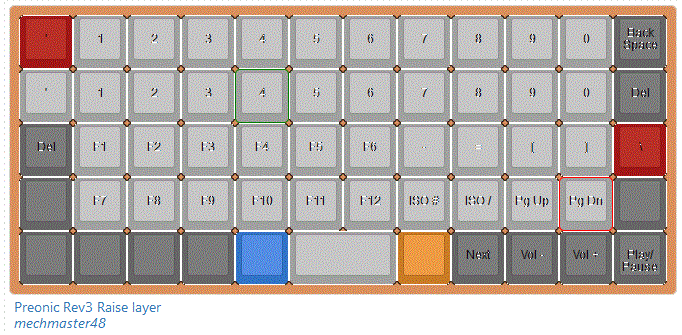 ` 1 2 3 4 5 6 7 8 9 0 Back Space
` 1 2 3 4 5 6 7 8 9 0 Del
Del F1 F2 F3 F4 F5 F6 - = [ ] \
F7 F8 F9 F10 F11 F12 ISO # ISO / Pg Up Pg Dn
Next Vol - Vol + Play/ Pause
Preonic Rev3 Raise layer
mechmaster48